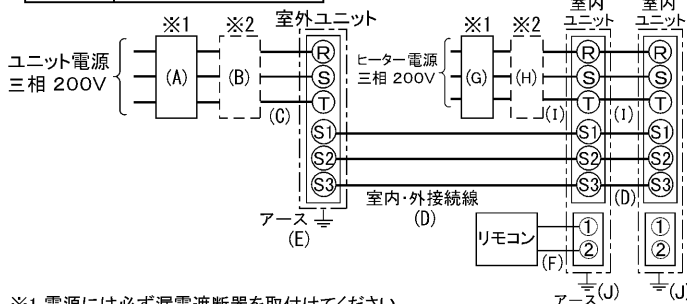 ※1 ※2 室外ユニット ※1 ※2 室内ユニット 室内ユニット
ユニット電源
三相 200V
(A) (B) (C)
R
S
T
S1
S2
S3
ヒーター電源
三相 200V
(G) (H) (I) (I)
R R
S S
T T
S1 S1
S2 S2
S3 S3
室内・外接続線
(D) (D)
アース
(E)
リモコン
(F)
① ①
② ②
アース (J) (J)
※1 電源には必ず漏電遮断器を取付けてください